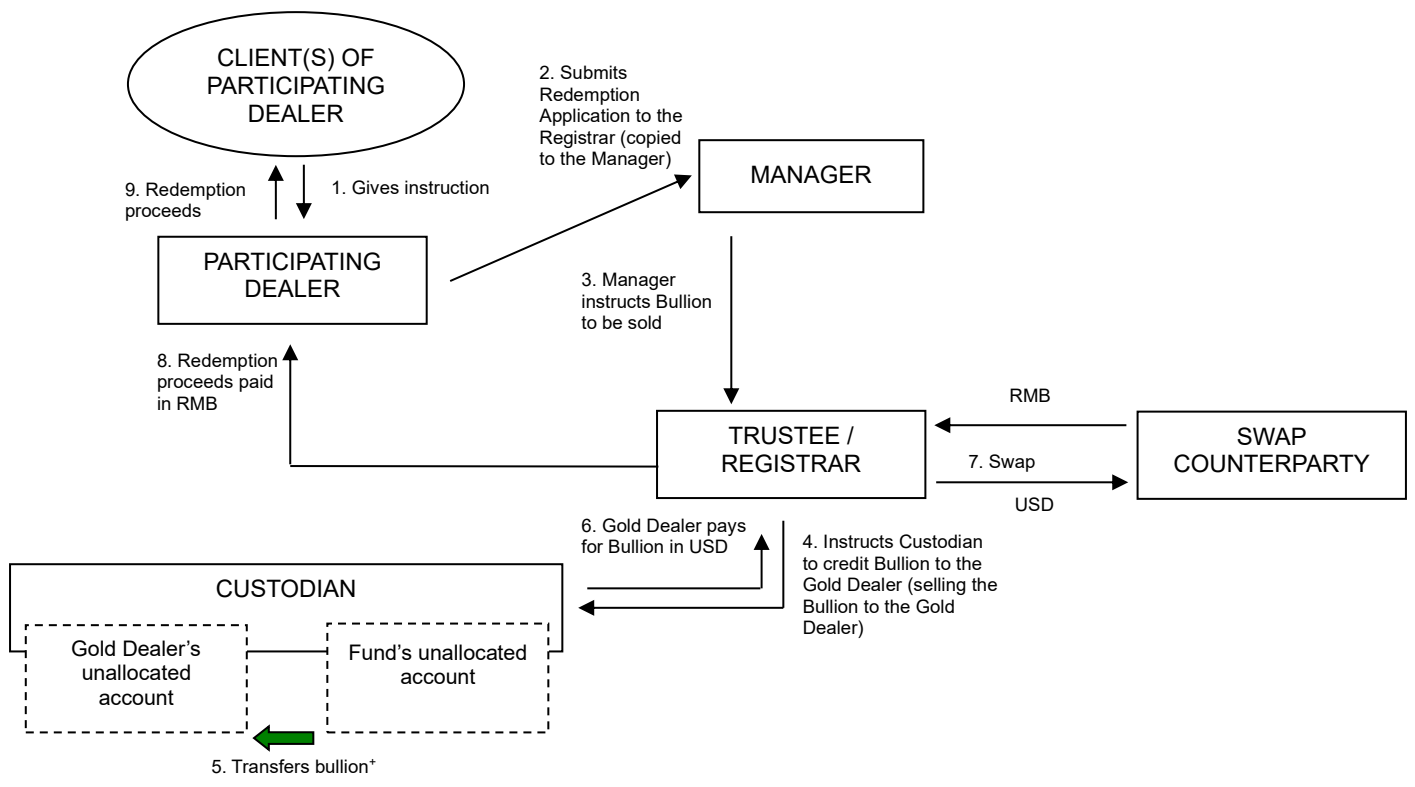 CLIENT(S) OF
PARTICIPATING
DEALER
2. Submits
Redemption
Application to the
Registrar (copied
to the Manager)
MANAGER
9. Redemption
proceeds
1. Gives instruction
PARTICIPATING
DEALER
3. Manager
instructs Bullion
to be sold
8. Redemption
proceeds paid
in RMB
RMB
TRUSTEE /
REGISTRAR
7. Swap
SWAP
COUNTERPARTY
USD
6. Gold Dealer pays
for Bullion in USD
4. Instructs Custodian
to credit Bullion to the
Gold Dealer (selling the
Bullion to the Gold
Dealer)
CUSTODIAN
Gold Dealer’s
unallocated
account
Fund’s unallocated
account
5. Transfers bullion⁺